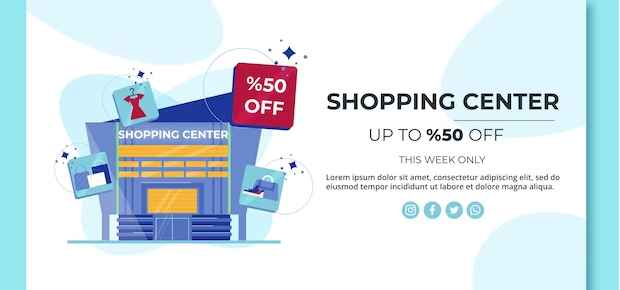 %50
OFF
SHOPPING CENTER
SHOPPING CENTER
UP TO %50 OFF
THIS WEEK ONLY
Lorem ipsum dolor sit amet, consectetur adipiscing elit, sed do
eiuismod tempor incididunt ut labore et dolore magna aliqua.